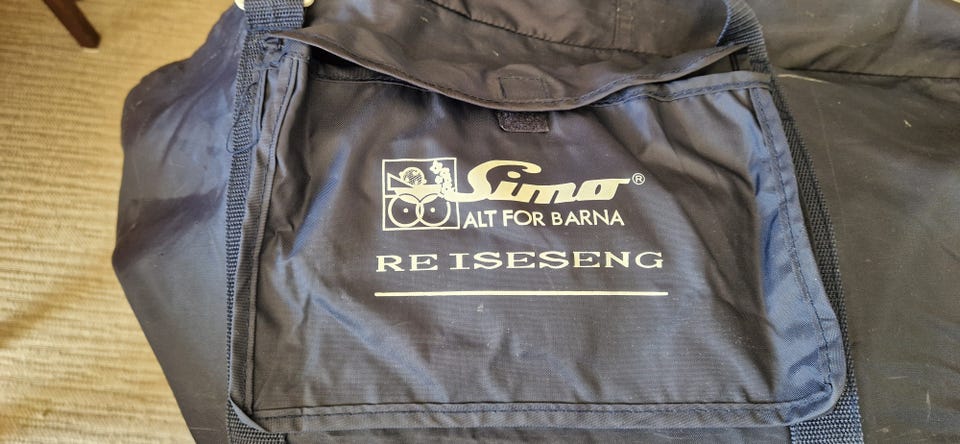 Simo®
ALT FOR BARNA
REISESENG